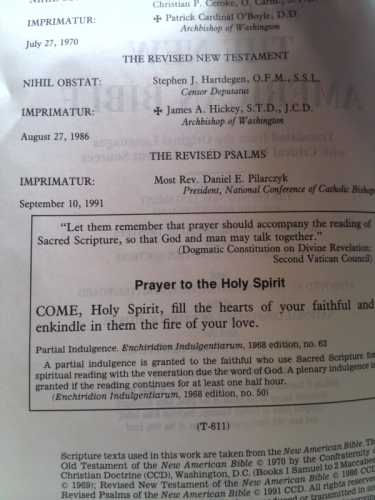 Christian P. Ceroke, O. Carm.,
IMPRIMATUR:
✠ Patrick Cardinal O'Boyle, D.D.
Archbishop of Washington
July 27, 1970
THE REVISED NEW TESTAMENT
NIHIL OBSTAT:
Stephen J. Hartdegen, O.F.M., S.S.L.
Censor Deputatus
IMPRIMATUR:
✠ James A. Hickey, S.T.D., J.C.D.
Archbishop of Washington
August 27, 1986
THE REVISED PSALMS
IMPRIMATUR:
Most Rev. Daniel E. Pilarczyk
President, National Conference of Catholic Bishop
September 10, 1991
"Let them remember that prayer should accompany the reading of
Sacred Scripture, so that God and man may talk together."
(Dogmatic Constitution on Divine Revelation:
Second Vatican Council)
Prayer to the Holy Spirit
COME, Holy Spirit, fill the hearts of your faithful and
enkindle in them the fire of your love.
Partial Indulgence. Enchiridion Indulgentiarum, 1968 edition, no. 62
A partial indulgence is granted to the faithful who use Sacred Scripture for
spiritual reading with the veneration due the word of God. A plenary indulgence is
granted if the reading continues for at least one half hour.
(Enchiridion Indulgentiarum, 1968 edition, no. 50)
(T-611)
Scripture texts used in this work are taken from the New American Bible. The
Old Testament of the New American Bible © 1970 by the Confraternity of
Christian Doctrine (CCD), Washington, D.C. (Books 1 Samuel to 2 Maccabees
© 1969); Revised New Testament of the New American Bible © 1986 CCD
Revised Psalms of the New American Bible © 1991 CCD. All rights reserved